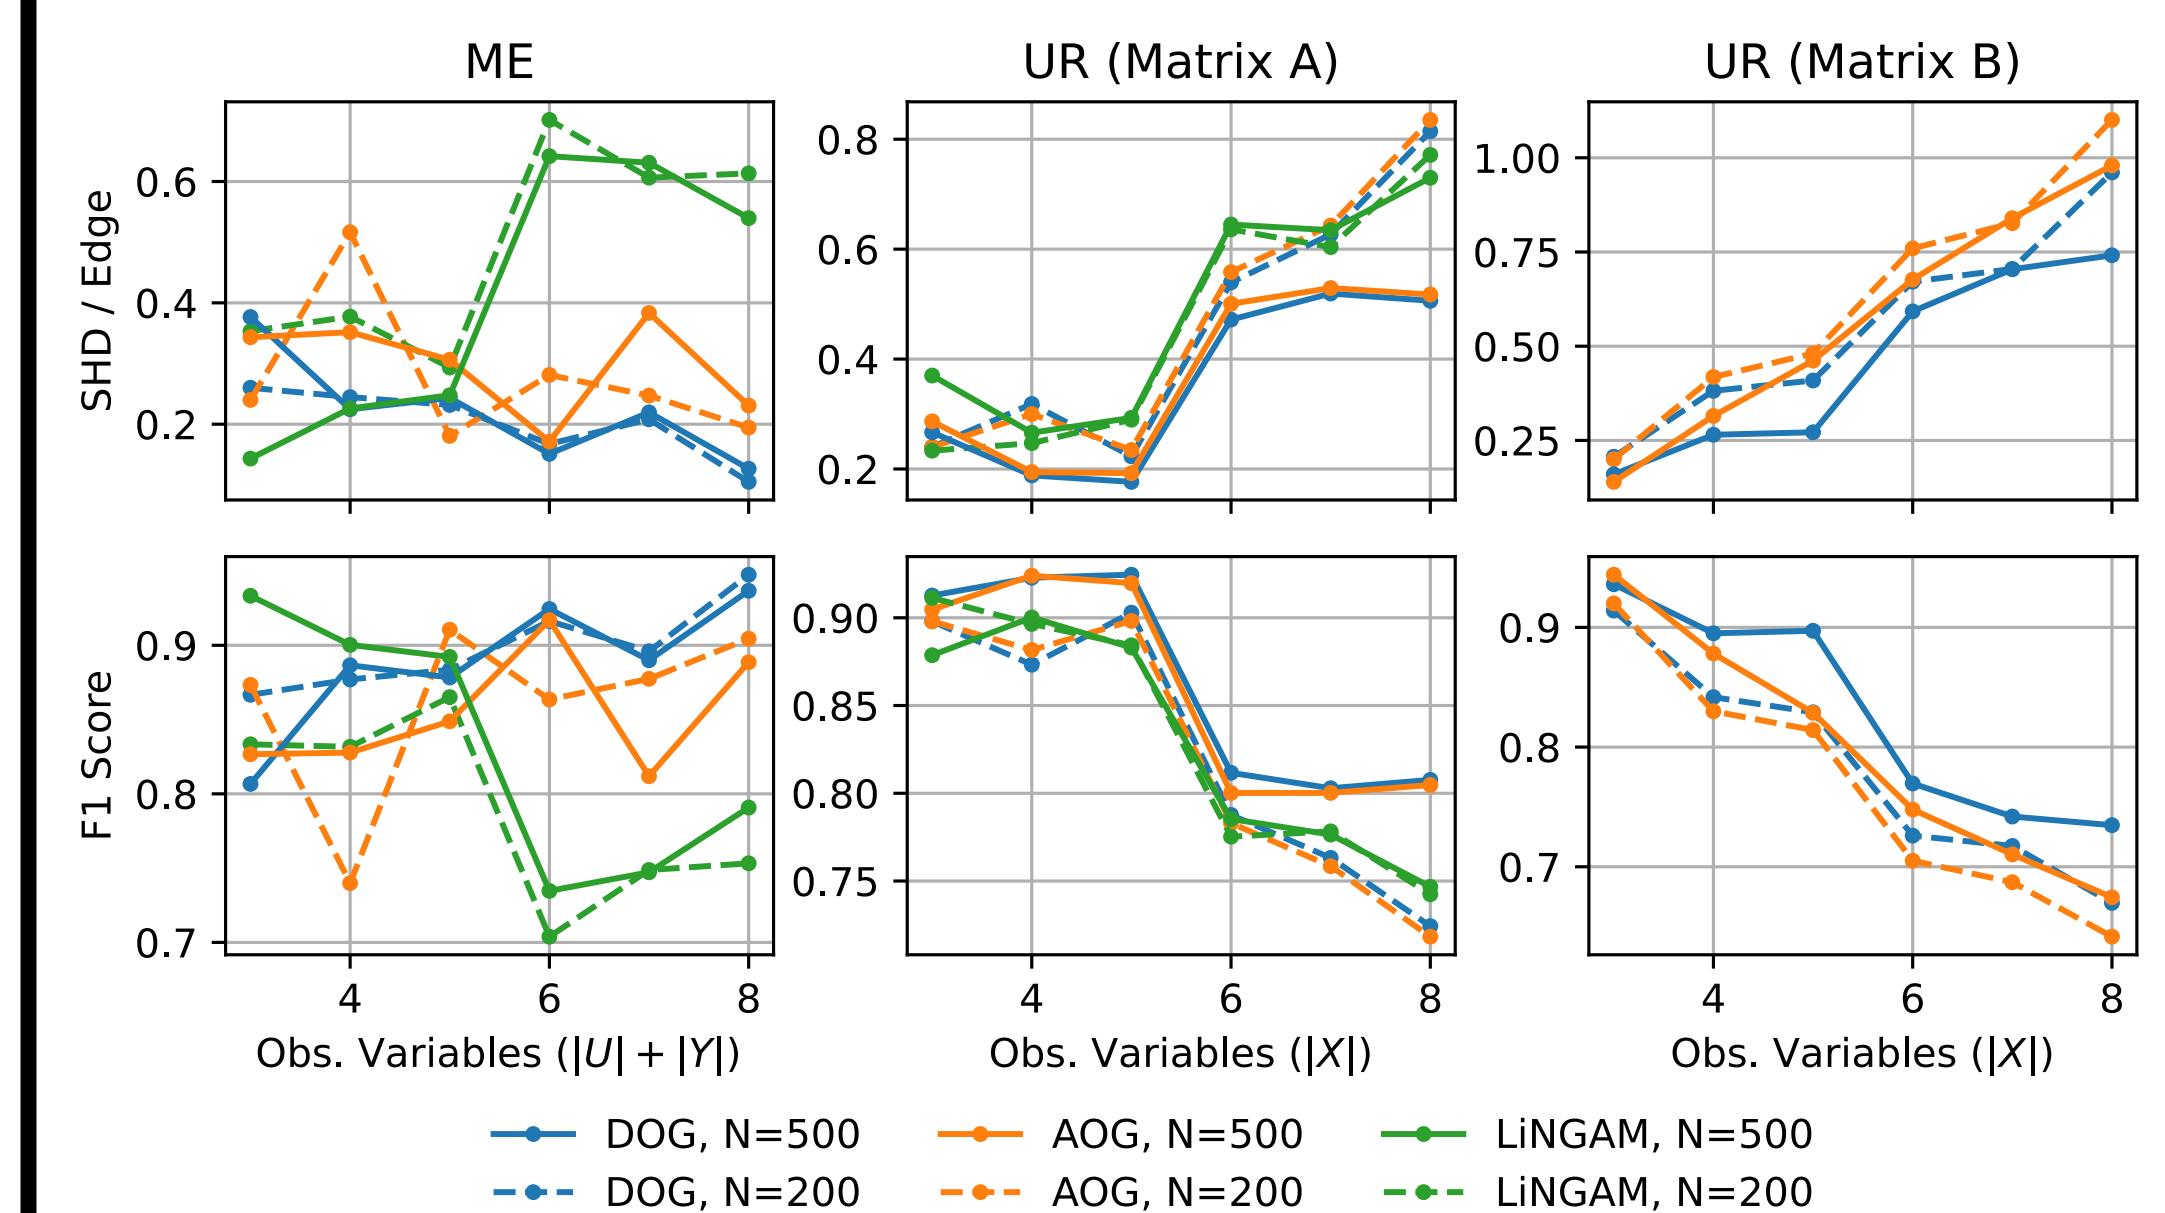 ME
UR (Matrix A)
UR (Matrix B)
SHD / Edge
0.6
0.4
0.2
0.8
0.6
0.4
0.2
1.00
0.75
0.50
0.25
F1 Score
0.9
0.8
0.7
0.90
0.85
0.80
0.75
0.9
0.8
0.7
4 6 8
4 6 8
4 6 8
Obs. Variables (|U| + |Y|)
Obs. Variables (|X|)
Obs. Variables (|X|)
DOG, N=500
AOG, N=500
LiNGAM, N=500
DOG, N=200
AOG, N=200
LiNGAM, N=200